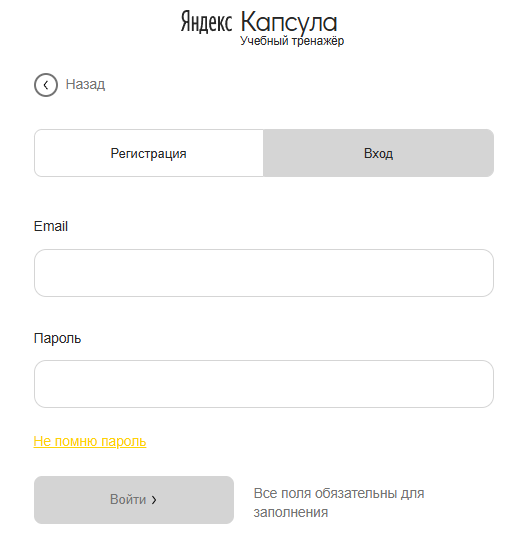 Яндекс Капсула
Учебный тренажёр
Назад
Регистрация
Вход
Email
Пароль
Не помню пароль
Войти
Все поля обязательны для
заполнения